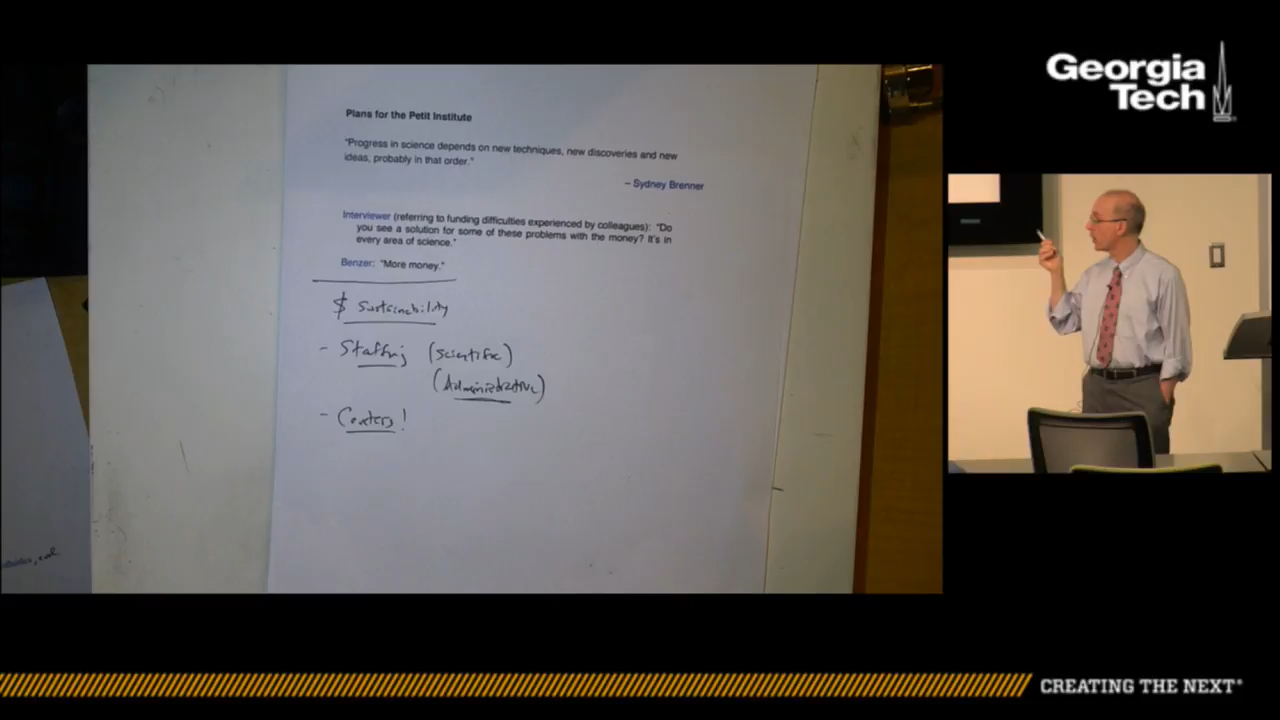 Georgia
Tech
Plans for the Petit Institute
"Progress in science depends on new techniques, new discoveries and new
ideas, probably in that order."
– Sydney Brenner
Interviewer (referring to funding difficulties experienced by colleagues): "Do
you see a solution for some of these problems with the money? It's in
every area of science."
Benzer: "More money."
$ Sustainability
- Staffing (Scientific)
(Administrative)
- Centers!
CREATING THE NEXT®